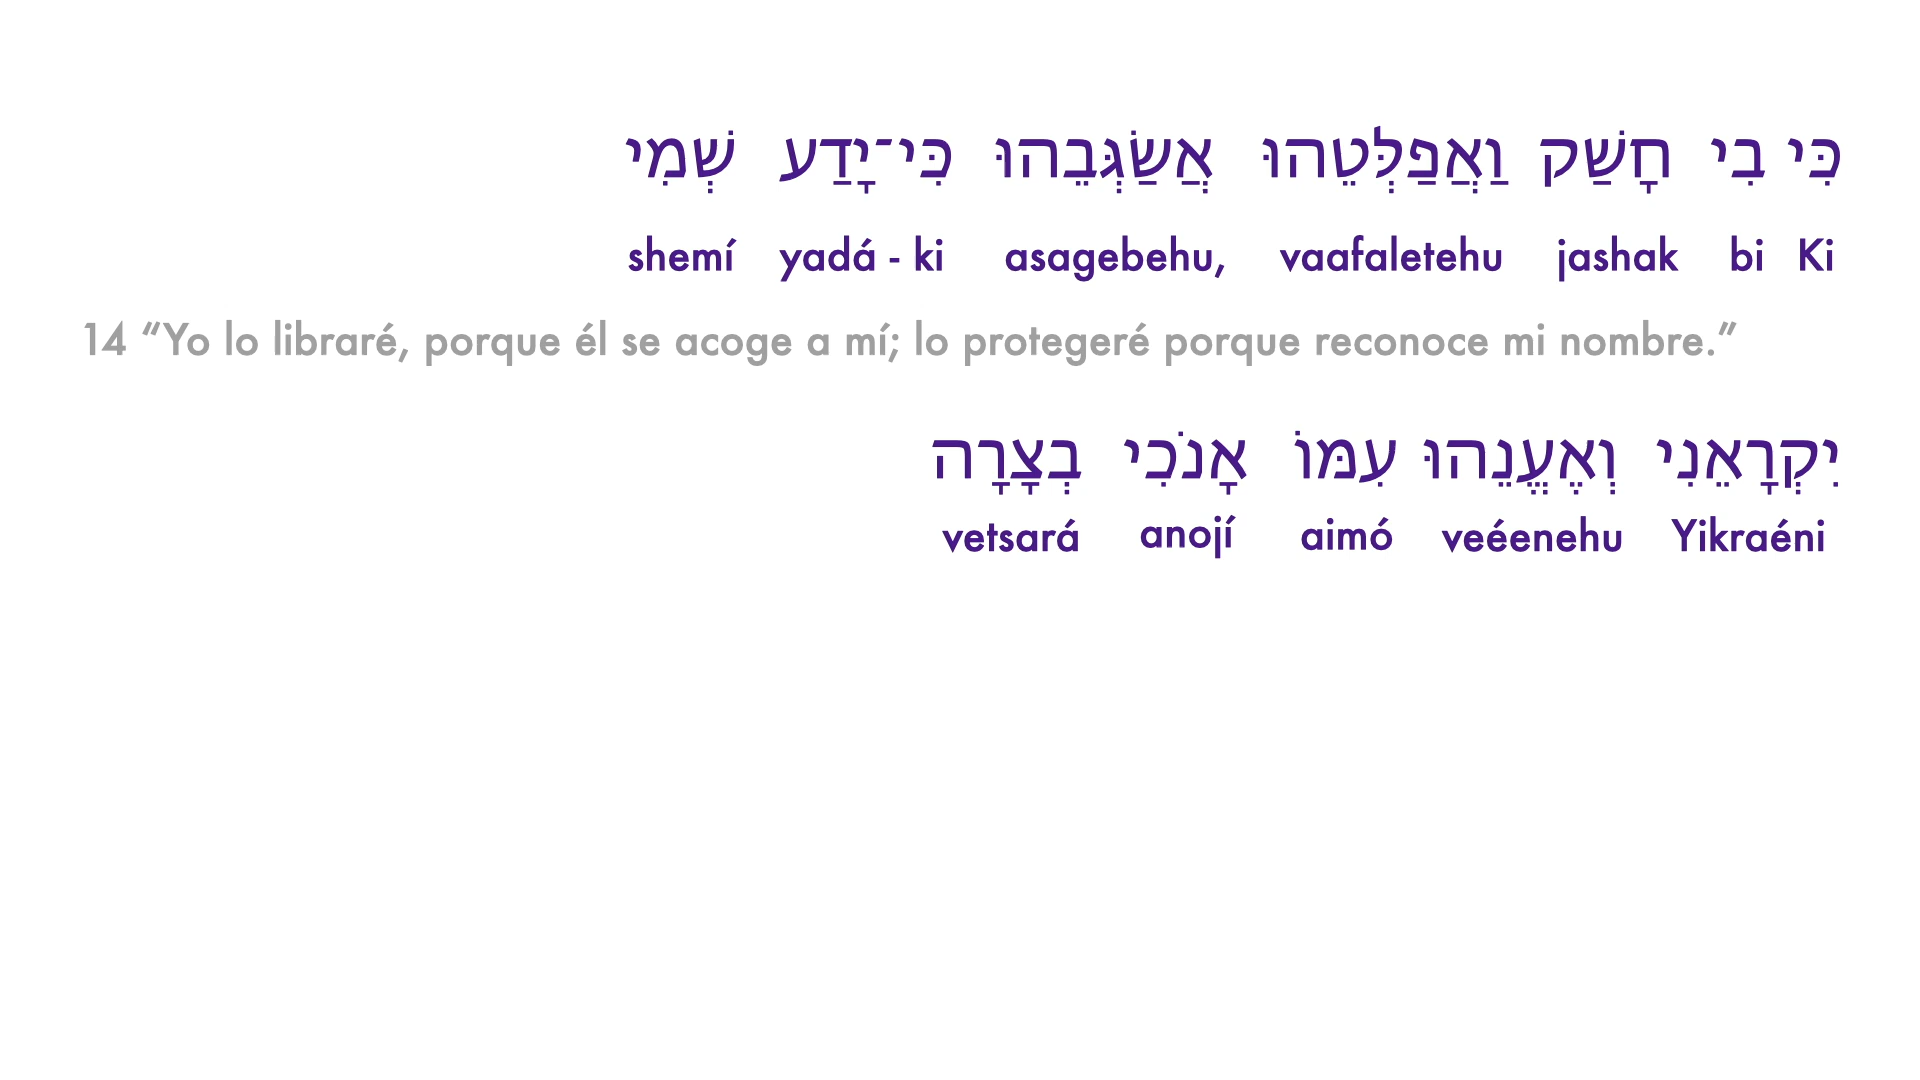 כִּי בִי חָשַׁק וַאֲפַלְּטֵהוּ אֲשַׂגְּבֵהוּ כִּי־יָדַע שְׁמִי
shemí yadá - ki asagebehu, vaafaletehu jashak bi Ki
14 “Yo lo libraré, porque él se acoge a mí; lo protegeré porque reconoce mi nombre.”
יִקְרָאֵנִי וְאֶעֱנֵהוּ עִמּוֹ אָנֹכִי בְצָרָה
vetsará anojí aimó veéenehu Yikraéni